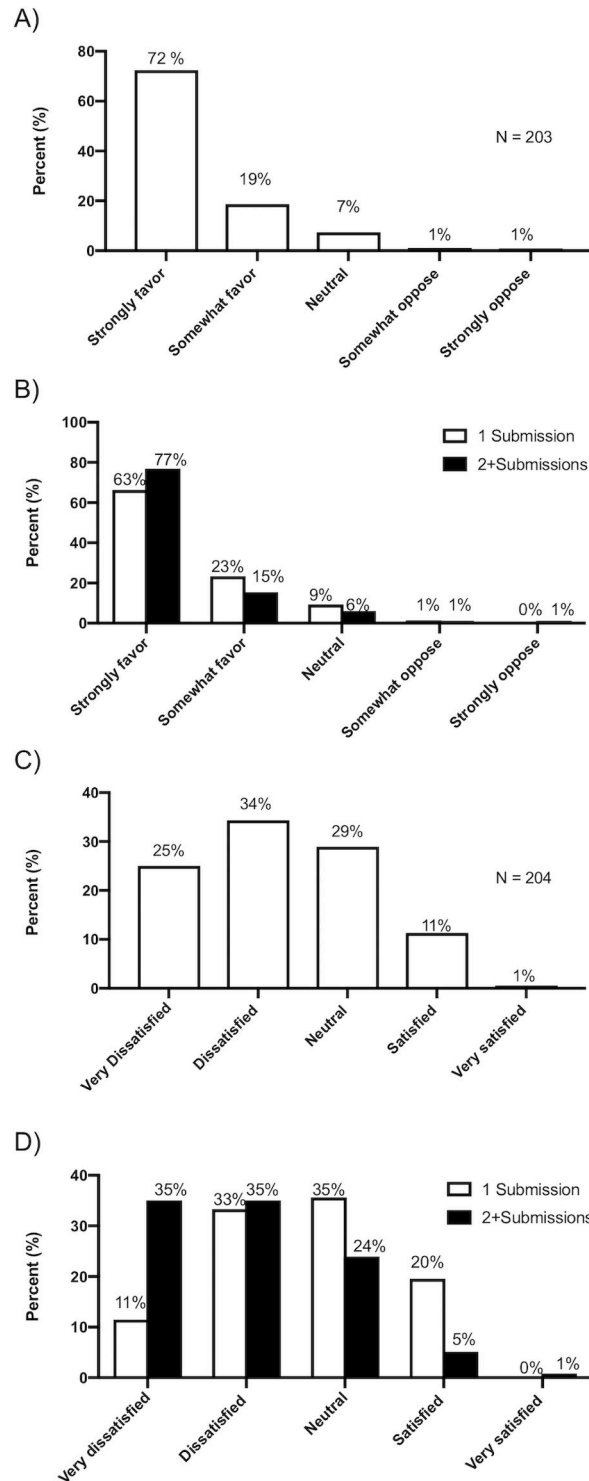 A)
80
72 %
60
N = 203
Percent (%)
40
19%
20
7%
1%
1%
0
Strongly favor
Somewhat favor
Neutral
Somewhat oppose
Strongly oppose
B)
100
1 Submission
80
77%
2+Submissions
63%
Percent (%)
60
40
23%
15%
20
9%
6%
1%
1%
0%
1%
0
Strongly favor
Somewhat favor
Neutral
Somewhat oppose
Strongly oppose
C)
40
34%
29%
30
25%
N = 204
Percent (%)
20
11%
10
1%
0
Very Dissatisfied
Dissatisfied
Neutral
Satisfied
Very satisfied
D)
40
35%
33%
35%
35%
1 Submission
2+Submissions
30
24%
Percent (%)
20%
20
11%
10
5%
0%
1%
0
Very dissatisfied
Dissatisfied
Neutral
Satisfied
Very satisfied